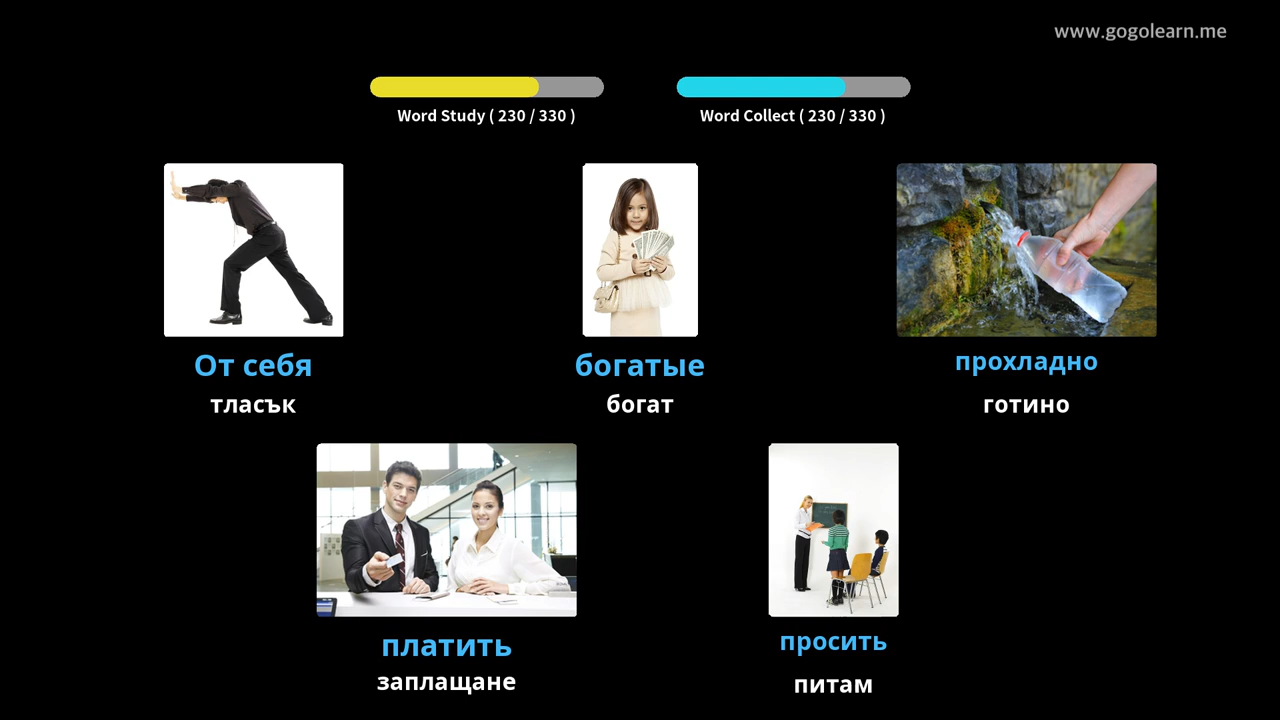 www.gogolearn.me
Word Study ( 230 / 330 )
Word Collect ( 230 / 330 )
От себя
тласък
богатые
богат
прохладно
готино
платить
заплащане
просить
питам